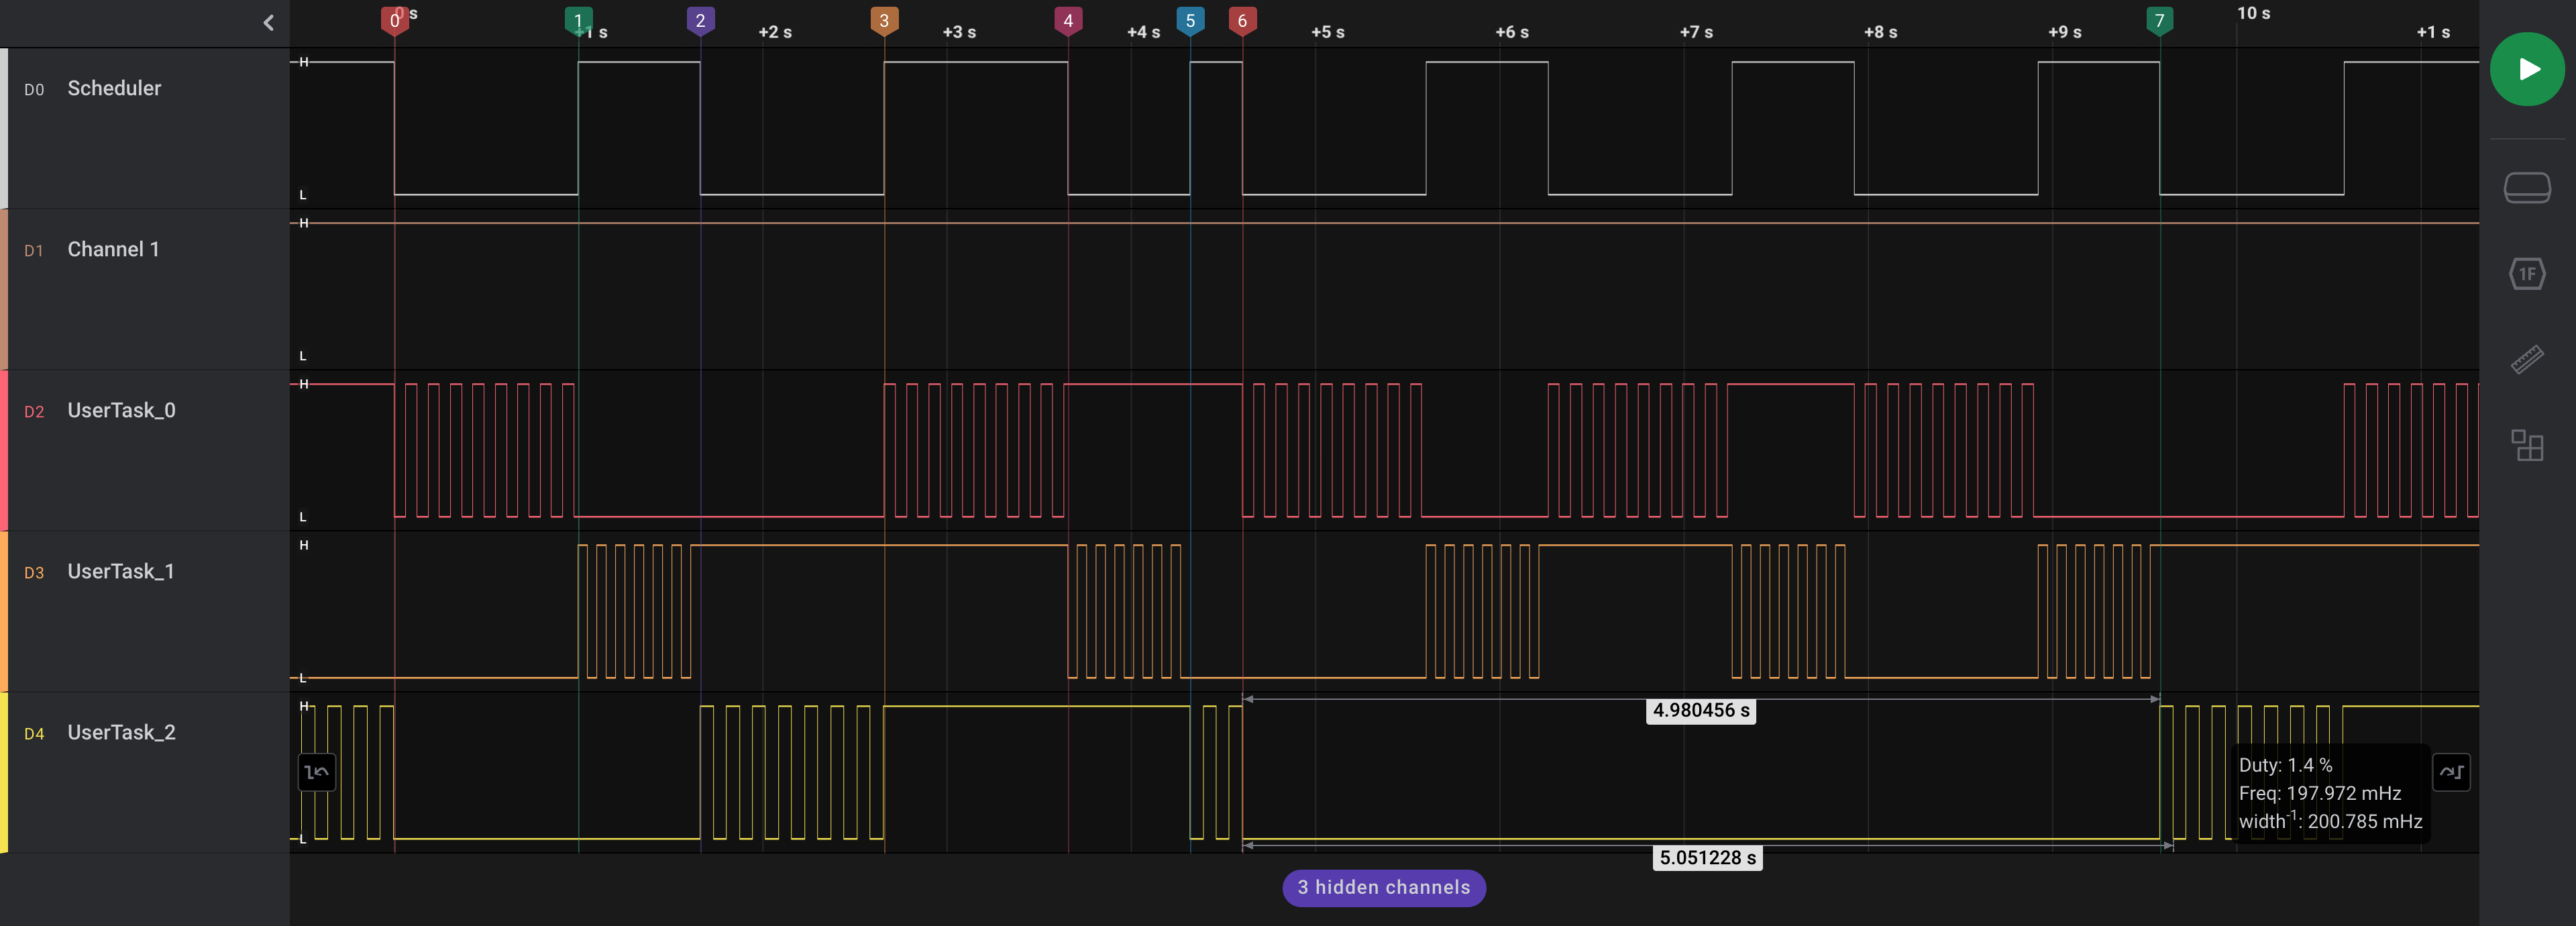 0 s
10 s
0 1 2 3 4 5 6 7
+1 s +2 s +3 s +4 s +5 s +6 s +7 s +8 s +9 s +1 s
H
D0 Scheduler
L
H
D1 Channel 1
L
1F
H
D2 UserTask_0
L
H
D3 UserTask_1
L
H
4.980456 s
D4 UserTask_2
Duty: 1.4 %
Freq: 197.972 mHz
width-1: 200.785 mHz
L
5.051228 s
3 hidden channels